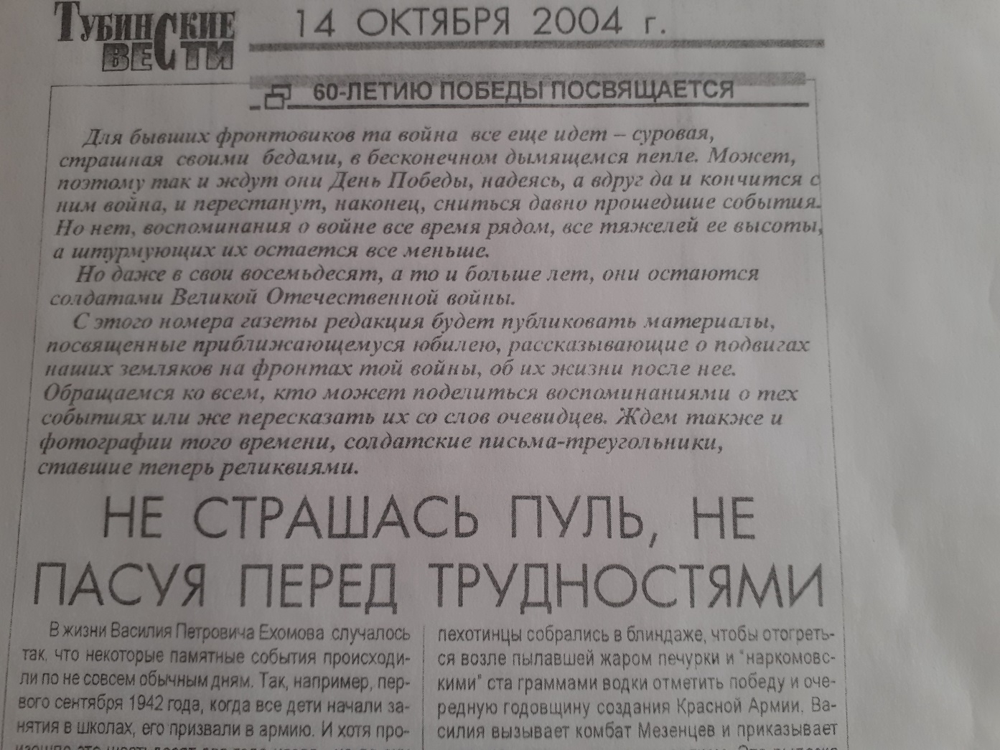 ТУБИНСКИЕ
ВЕСТИ
14 ОКТЯБРЯ 2004 г.
60-ЛЕТИЮ ПОБЕДЫ ПОСВЯЩАЕТСЯ
Для бывших фронтовиков та война все еще идет – суровая,
страшная своими бедами, в бесконечном дымящемся пепле. Может,
поэтому так и ждут они День Победы, надеясь, а вдруг да и кончится с
ним война, и перестанут, наконец, сниться давно прошедшие события.
Но нет, воспоминания о войне все время рядом, все тяжелей ее высоты,
а штурмующих их остается все меньше.
Но даже в свои восемьдесят, а то и больше лет, они остаются
солдатами Великой Отечественной войны.
С этого номера газеты редакция будет публиковать материалы,
посвященные приближающемуся юбилею, рассказывающие о подвигах
наших земляков на фронтах той войны, об их жизни после нее.
Обращаемся ко всем, кто может поделиться воспоминаниями о тех
событиях или же пересказать их со слов очевидцев. Ждем также и
фотографии того времени, солдатские письма-треугольники,
ставшие теперь реликвиями.
НЕ СТРАШАСЬ ПУЛЬ, НЕ
ПАСУЯ ПЕРЕД ТРУДНОСТЯМИ
В жизни Василия Петровича Ехомова случалось
так, что некоторые памятные события происходи-
ли по не совсем обычным дням. Так, например, пер-
вого сентября 1942 года, когда все дети начали за-
нятия в школах, его призвали в армию. И хотя про-
пехотинцы собрались в блиндаже, чтобы отогреть-
ся возле пылавшей жаром печурки и "наркомовс-
кими" ста граммами водки отметить победу и оче-
редную годовщину создания Красной Армии, Ва-
силия вызывает комбат Мезенцев и приказывает